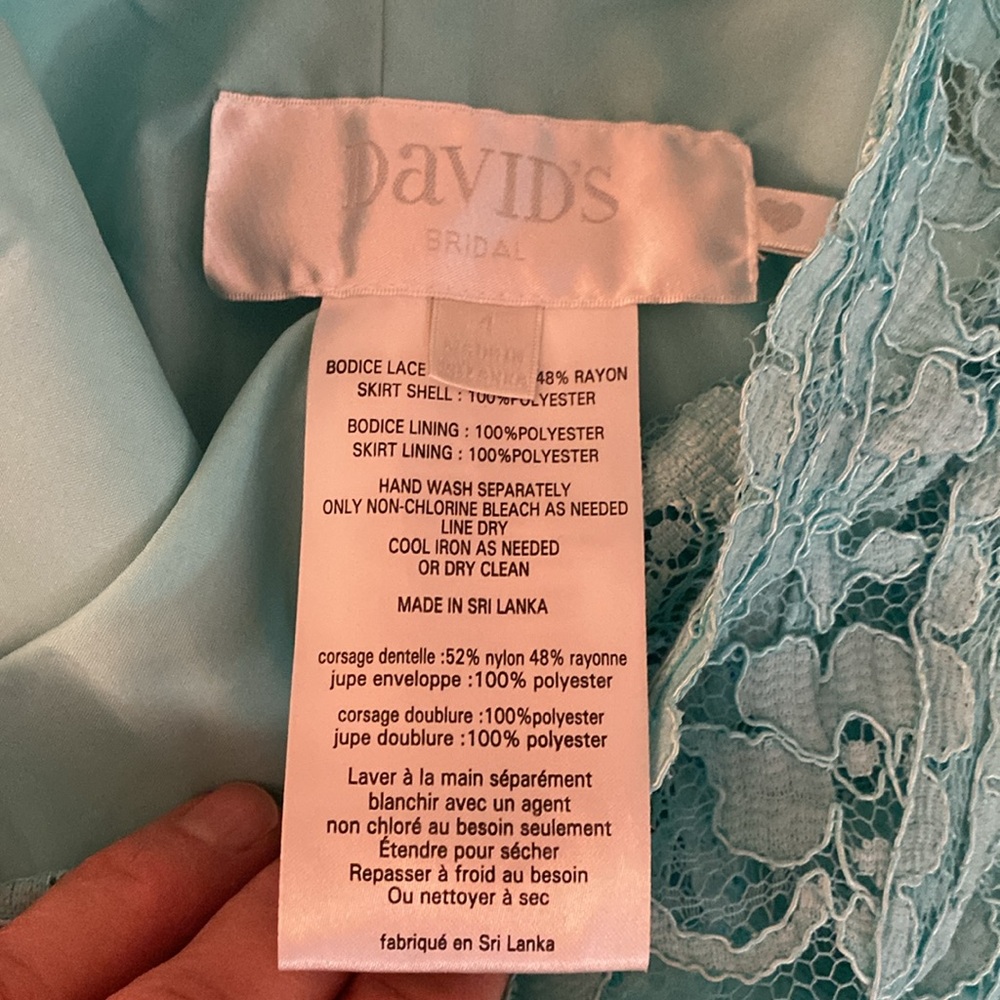 DaVID'S
BRIDAL
4
MADE IN
SRI LANKA
BODICE LACE 48% RAYON
SKIRT SHELL : 100%POLYESTER
BODICE LINING : 100%POLYESTER
SKIRT LINING : 100%POLYESTER
HAND WASH SEPARATELY
ONLY NON-CHLORINE BLEACH AS NEEDED
LINE DRY
COOL IRON AS NEEDED
OR DRY CLEAN
MADE IN SRI LANKA
corsage dentelle :52% nylon 48% rayonne
jupe enveloppe :100% polyester
corsage doublure :100%polyester
jupe doublure :100% polyester
Laver à la main séparément
blanchir avec un agent
non chloré au besoin seulement
Étendre pour sécher
Repasser à froid au besoin
Ou nettoyer à sec
fabriqué en Sri Lanka